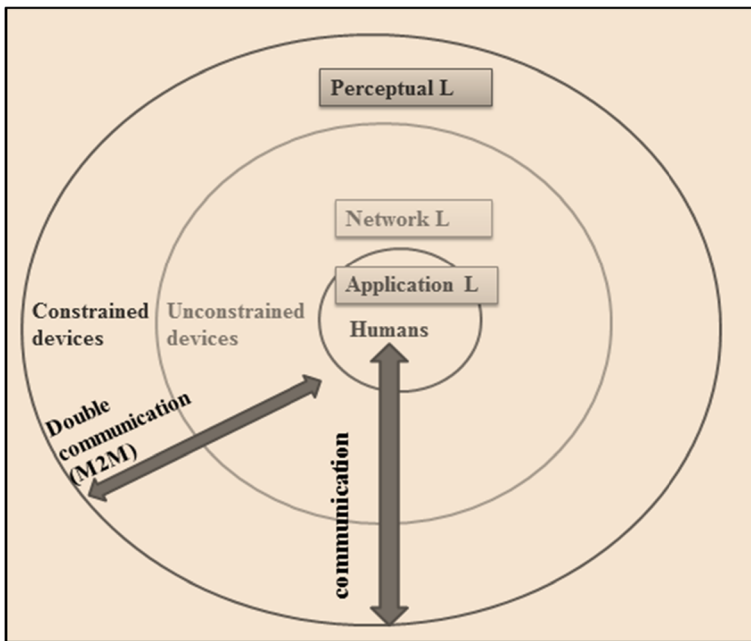 Perceptual L
Network L
Application L
Humans
Constrained
devices
Unconstrained
devices
Double
communication
(M2M)
communication